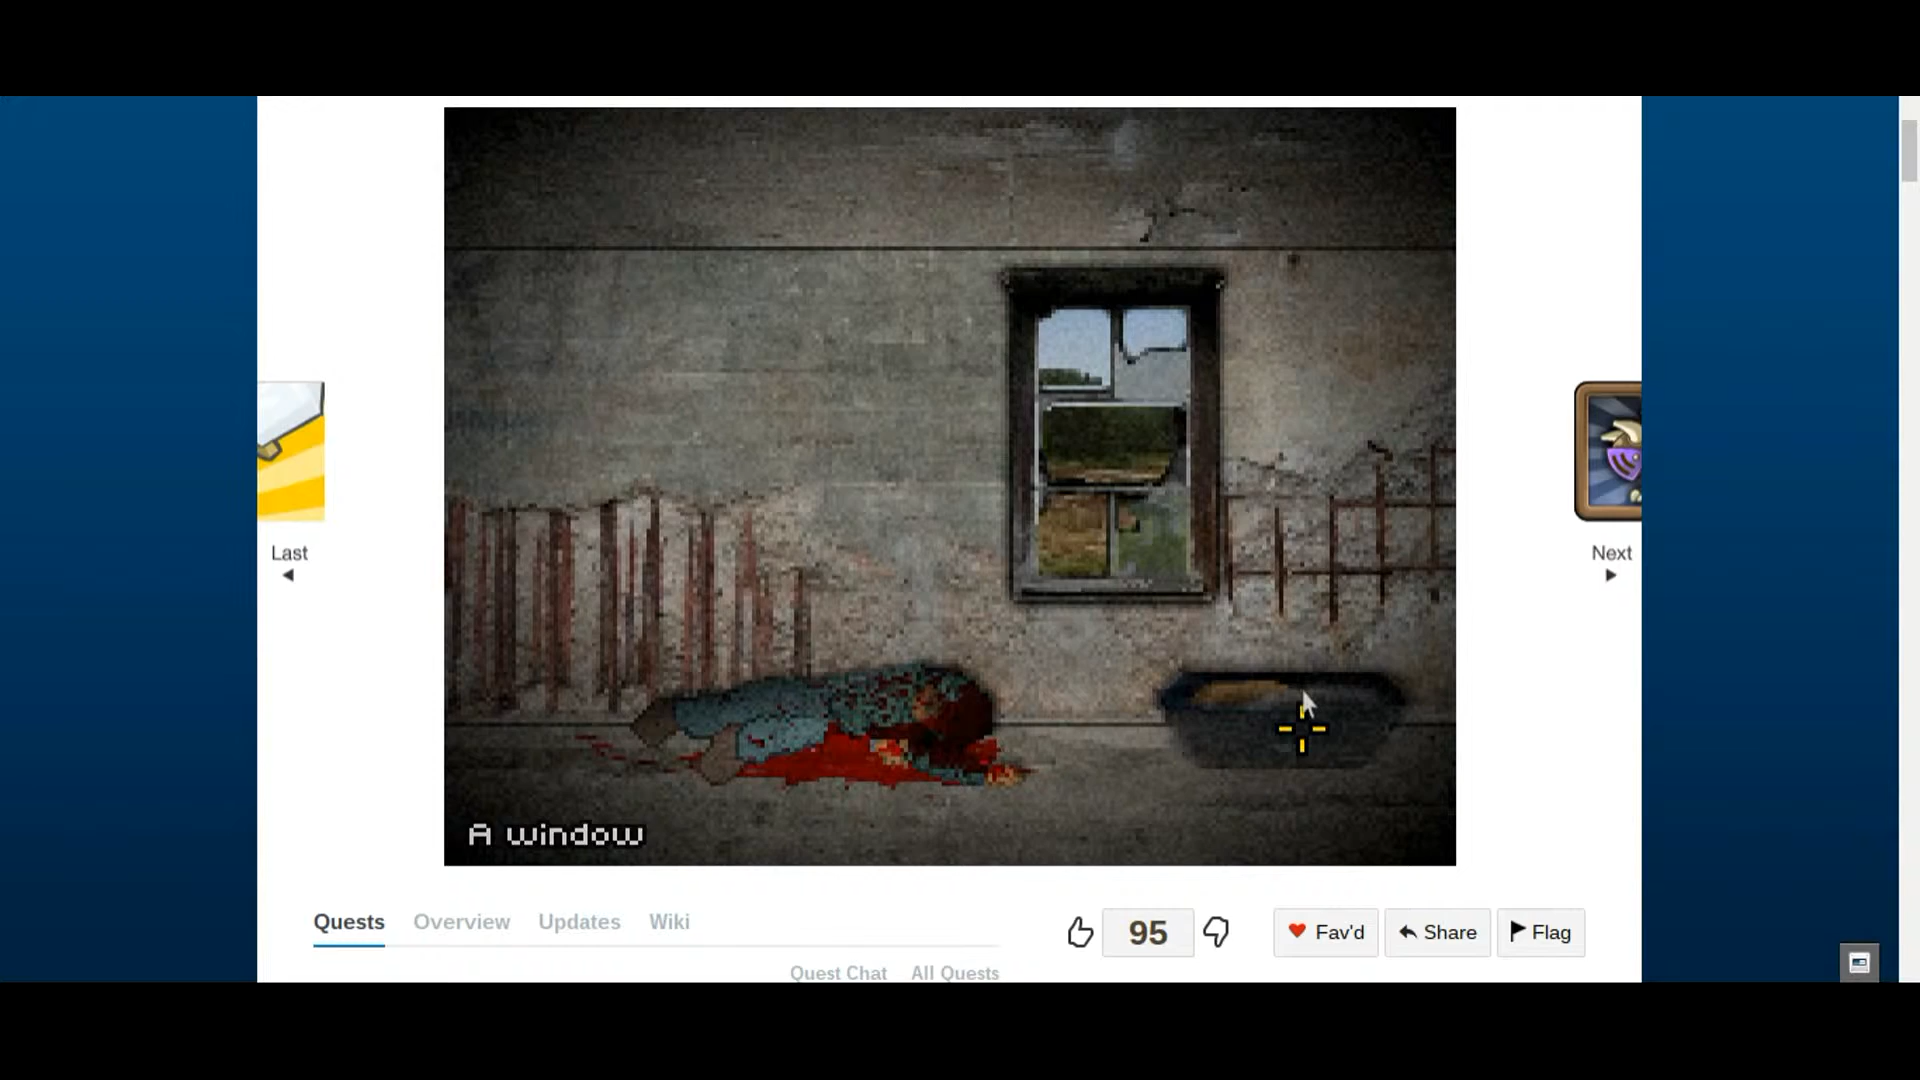 Last
Next
A window
Quests Overview Updates Wiki
95
Fav'd Share Flag
Quest Chat All Quests